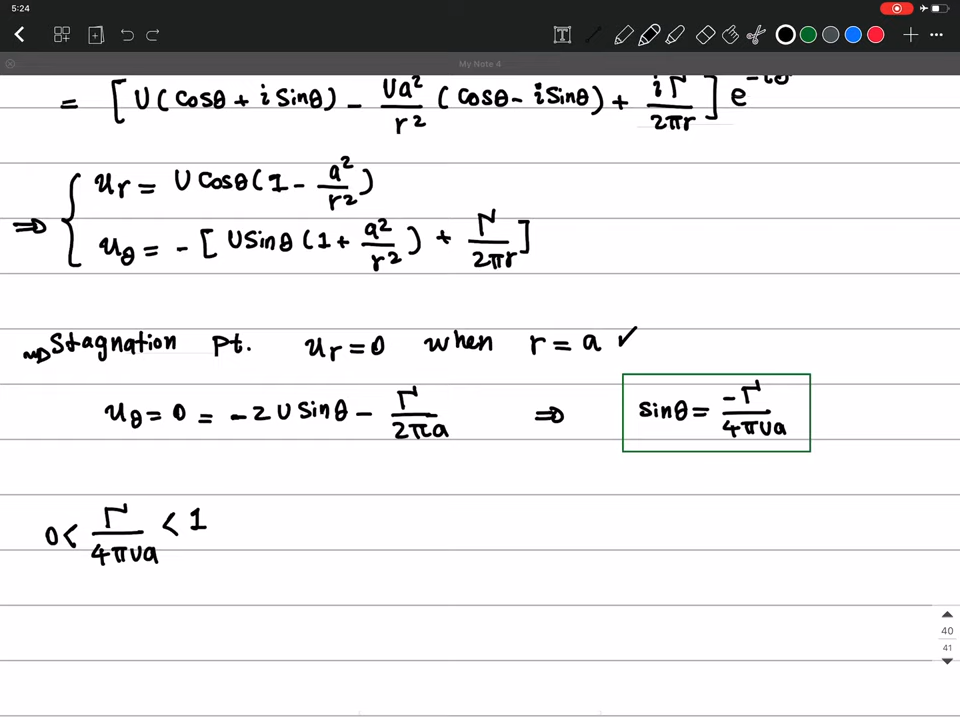 5:24
My Note 4
= [ U ( Cosθ + i Sinθ ) - Ua²/r² ( Cosθ - i Sinθ ) + iΓ/2πr ] e^-iθ
⇒ { u_r = U Cosθ ( 1 - a²/r² )
u_θ = - [ U Sinθ ( 1 + a²/r² ) + Γ/2πr ]
⇝ Stagnation Pt. u_r = 0 when r = a ✓
u_θ = 0 = -2 U Sinθ - Γ/2πa ⇒ Sinθ = -Γ/4πUa
0 < Γ/4πUa < 1
40
41